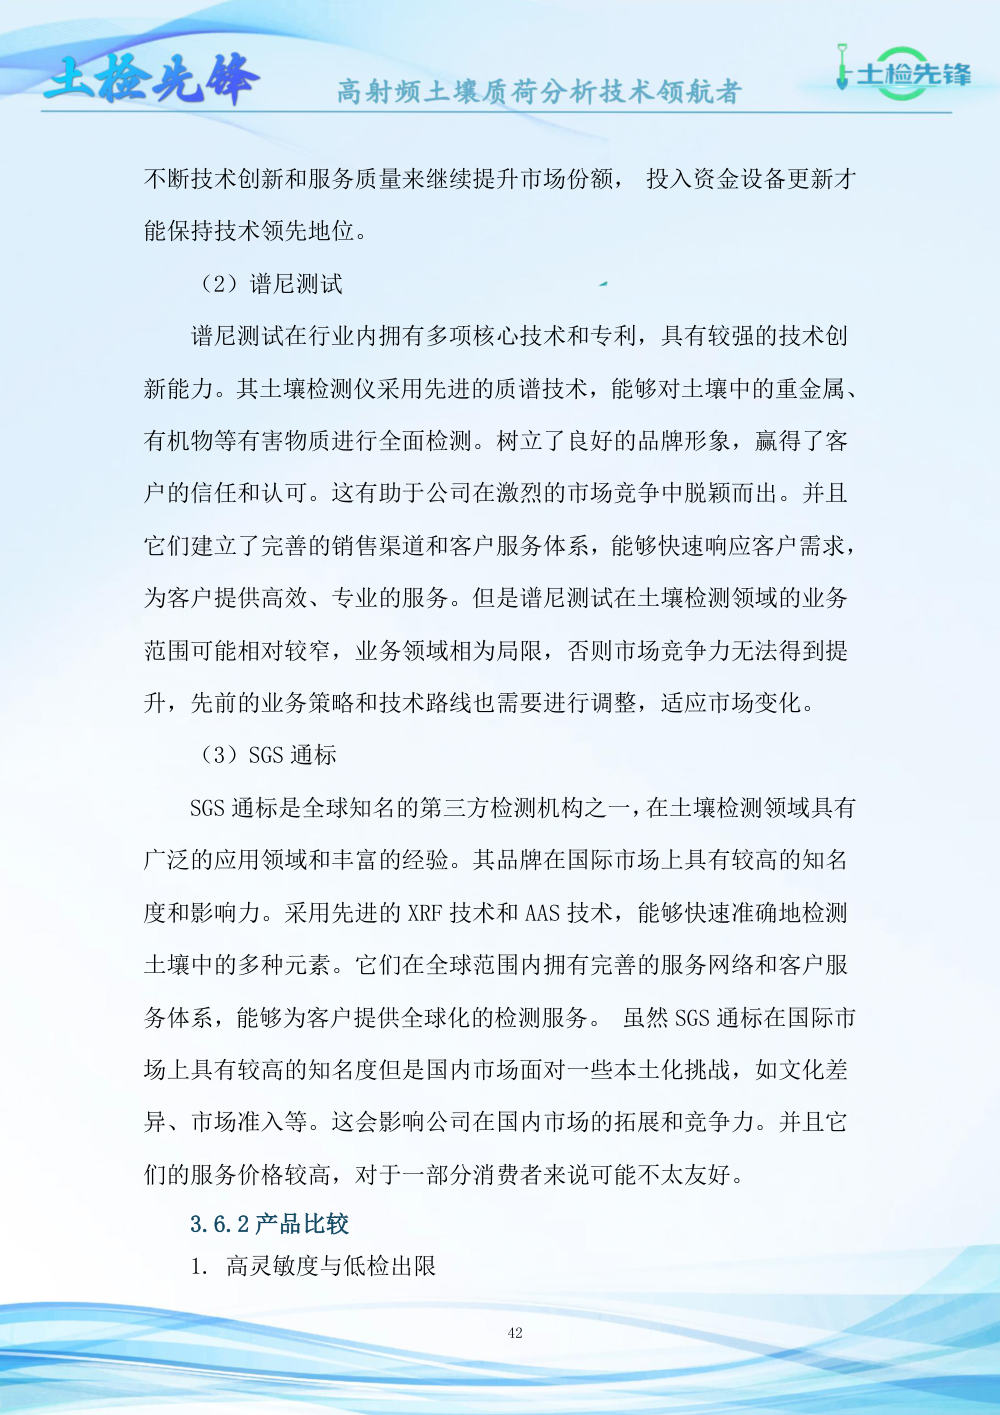 土检先锋
高射频土壤质荷分析技术领航者
土检先锋
不断技术创新和服务质量来继续提升市场份额， 投入资金设备更新才
能保持技术领先地位。
（2）谱尼测试
谱尼测试在行业内拥有多项核心技术和专利，具有较强的技术创
新能力。其土壤检测仪采用先进的质谱技术，能够对土壤中的重金属、
有机物等有害物质进行全面检测。树立了良好的品牌形象，赢得了客
户的信任和认可。这有助于公司在激烈的市场竞争中脱颖而出。并且
它们建立了完善的销售渠道和客户服务体系，能够快速响应客户需求，
为客户提供高效、专业的服务。但是谱尼测试在土壤检测领域的业务
范围可能相对较窄，业务领域相为局限，否则市场竞争力无法得到提
升，先前的业务策略和技术路线也需要进行调整，适应市场变化。
（3）SGS 通标
SGS 通标是全球知名的第三方检测机构之一，在土壤检测领域具有
广泛的应用领域和丰富的经验。其品牌在国际市场上具有较高的知名
度和影响力。采用先进的 XRF 技术和 AAS 技术，能够快速准确地检测
土壤中的多种元素。它们在全球范围内拥有完善的服务网络和客户服
务体系，能够为客户提供全球化的检测服务。 虽然 SGS 通标在国际市
场上具有较高的知名度但是国内市场面对一些本土化挑战，如文化差
异、市场准入等。这会影响公司在国内市场的拓展和竞争力。并且它
们的服务价格较高，对于一部分消费者来说可能不太友好。
3.6.2 产品比较
1. 高灵敏度与低检出限
42